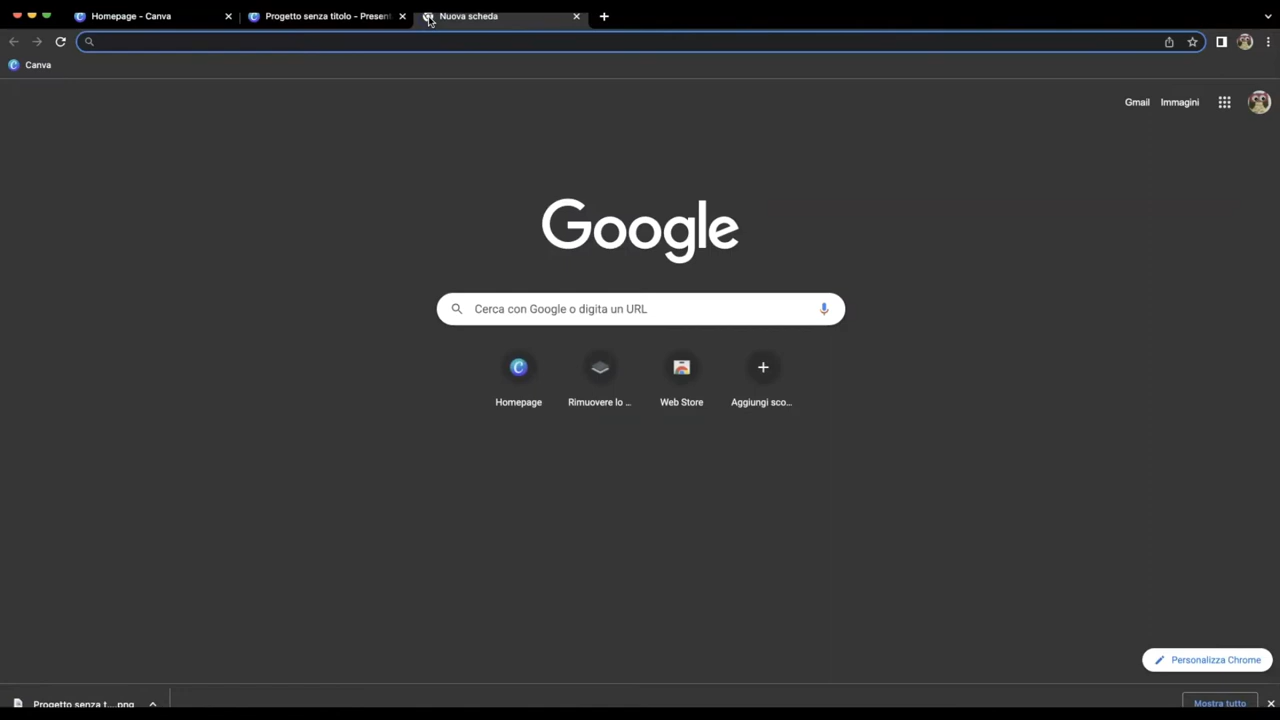 Homepage - Canva
Progetto senza titolo - Present
Nuova scheda
Canva
Gmail
Immagini
Google
Cerca con Google o digita un URL
Homepage
Rimuovere lo ...
Web Store
Aggiungi sco...
Personalizza Chrome
Progetto senza t....png
Mostra tutto